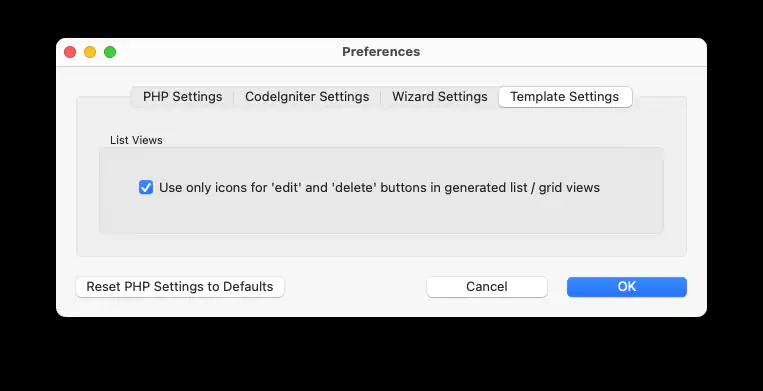 Preferences
PHP Settings CodeIgniter Settings Wizard Settings Template Settings
List Views
Use only icons for 'edit' and 'delete' buttons in generated list / grid views
Reset PHP Settings to Defaults Cancel OK